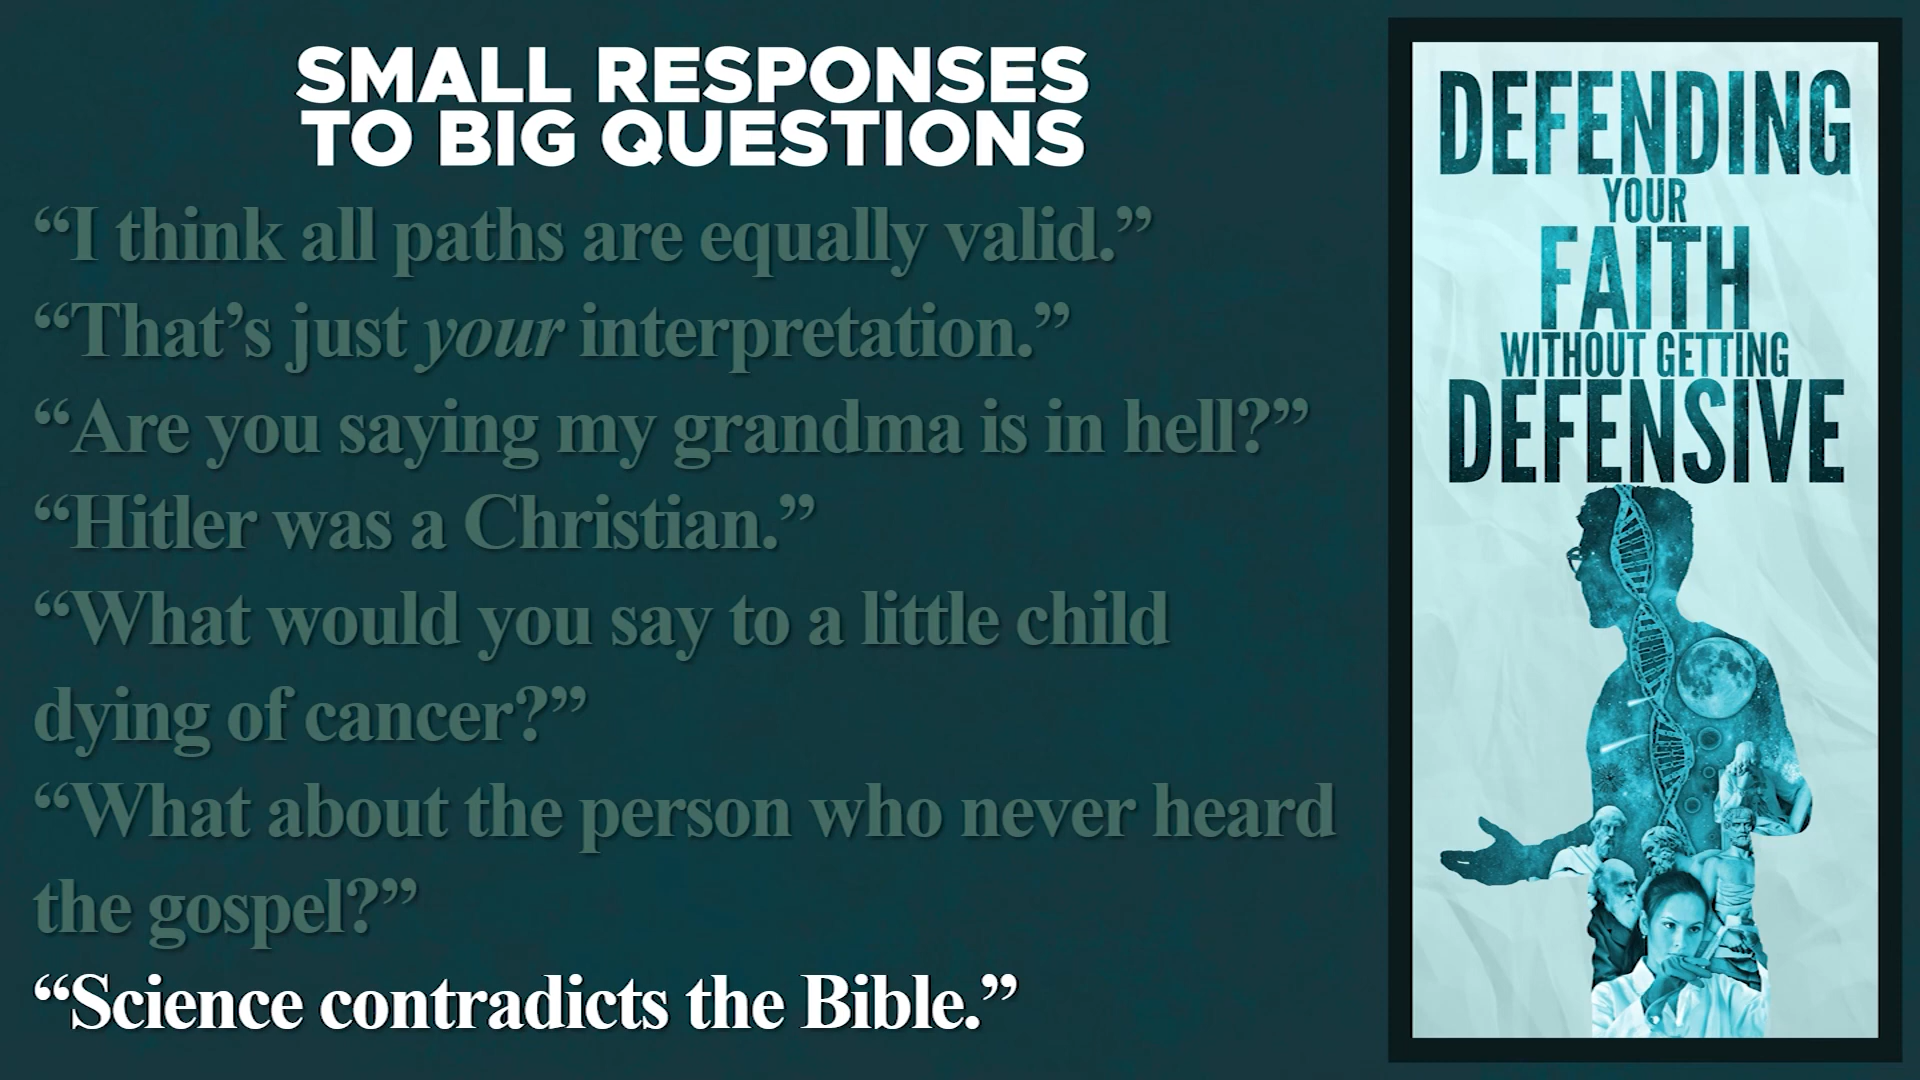 SMALL RESPONSES
TO BIG QUESTIONS
“I think all paths are equally valid.”
“That’s just your interpretation.”
“Are you saying my grandma is in hell?”
“Hitler was a Christian.”
“What would you say to a little child
dying of cancer?”
“What about the person who never heard
the gospel?”
“Science contradicts the Bible.”
DEFENDING
YOUR
FAITH
WITHOUT GETTING
DEFENSIVE